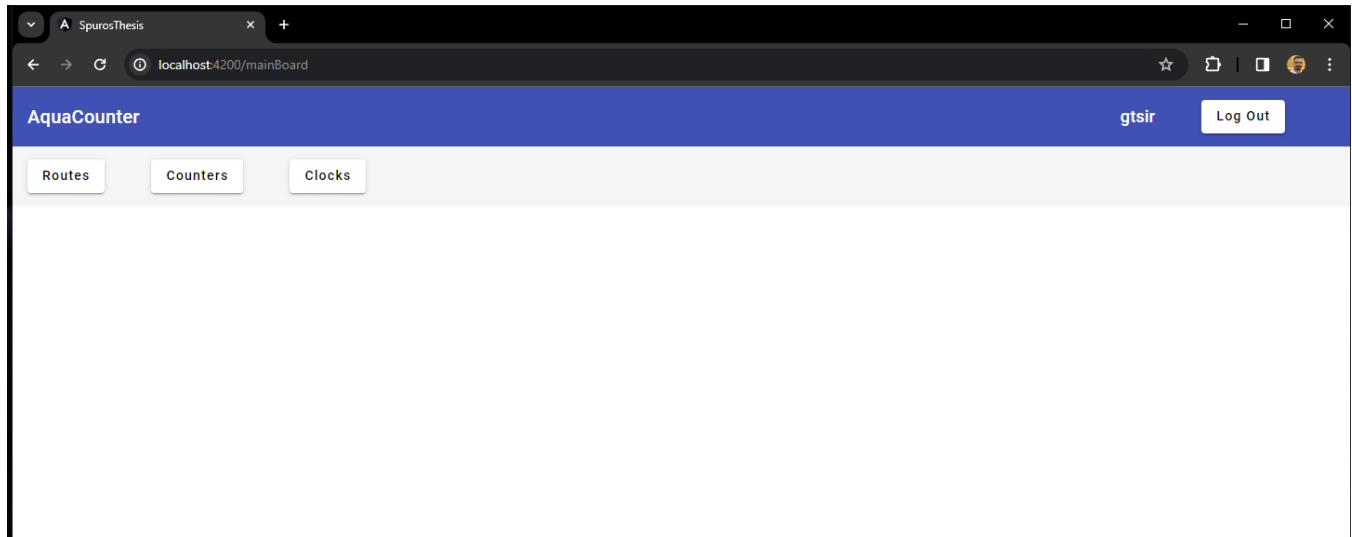 SpurosThesis
localhost:4200/mainBoard
AquaCounter gtsir Log Out
Routes Counters Clocks